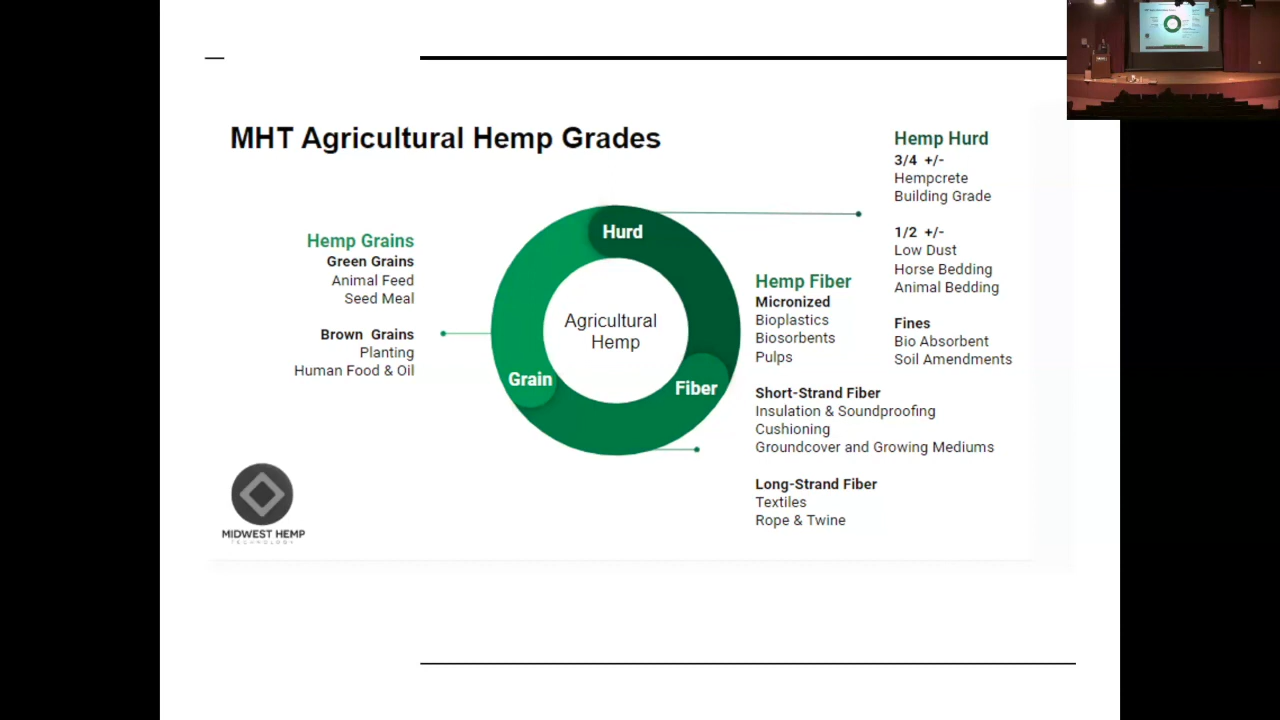 MHT Agricultural Hemp Grades
Hemp Grains
Green Grains
Animal Feed
Seed Meal
Brown Grains
Planting
Human Food & Oil
Hurd
Agricultural
Hemp
Grain
Fiber
Hemp Hurd
3/4 +/-
Hempcrete
Building Grade
1/2 +/-
Low Dust
Horse Bedding
Animal Bedding
Fines
Bio Absorbent
Soil Amendments
Hemp Fiber
Micronized
Bioplastics
Biosorbents
Pulps
Short-Strand Fiber
Insulation & Soundproofing
Cushioning
Groundcover and Growing Mediums
Long-Strand Fiber
Textiles
Rope & Twine
MIDWEST HEMP
TECHNOLOGY